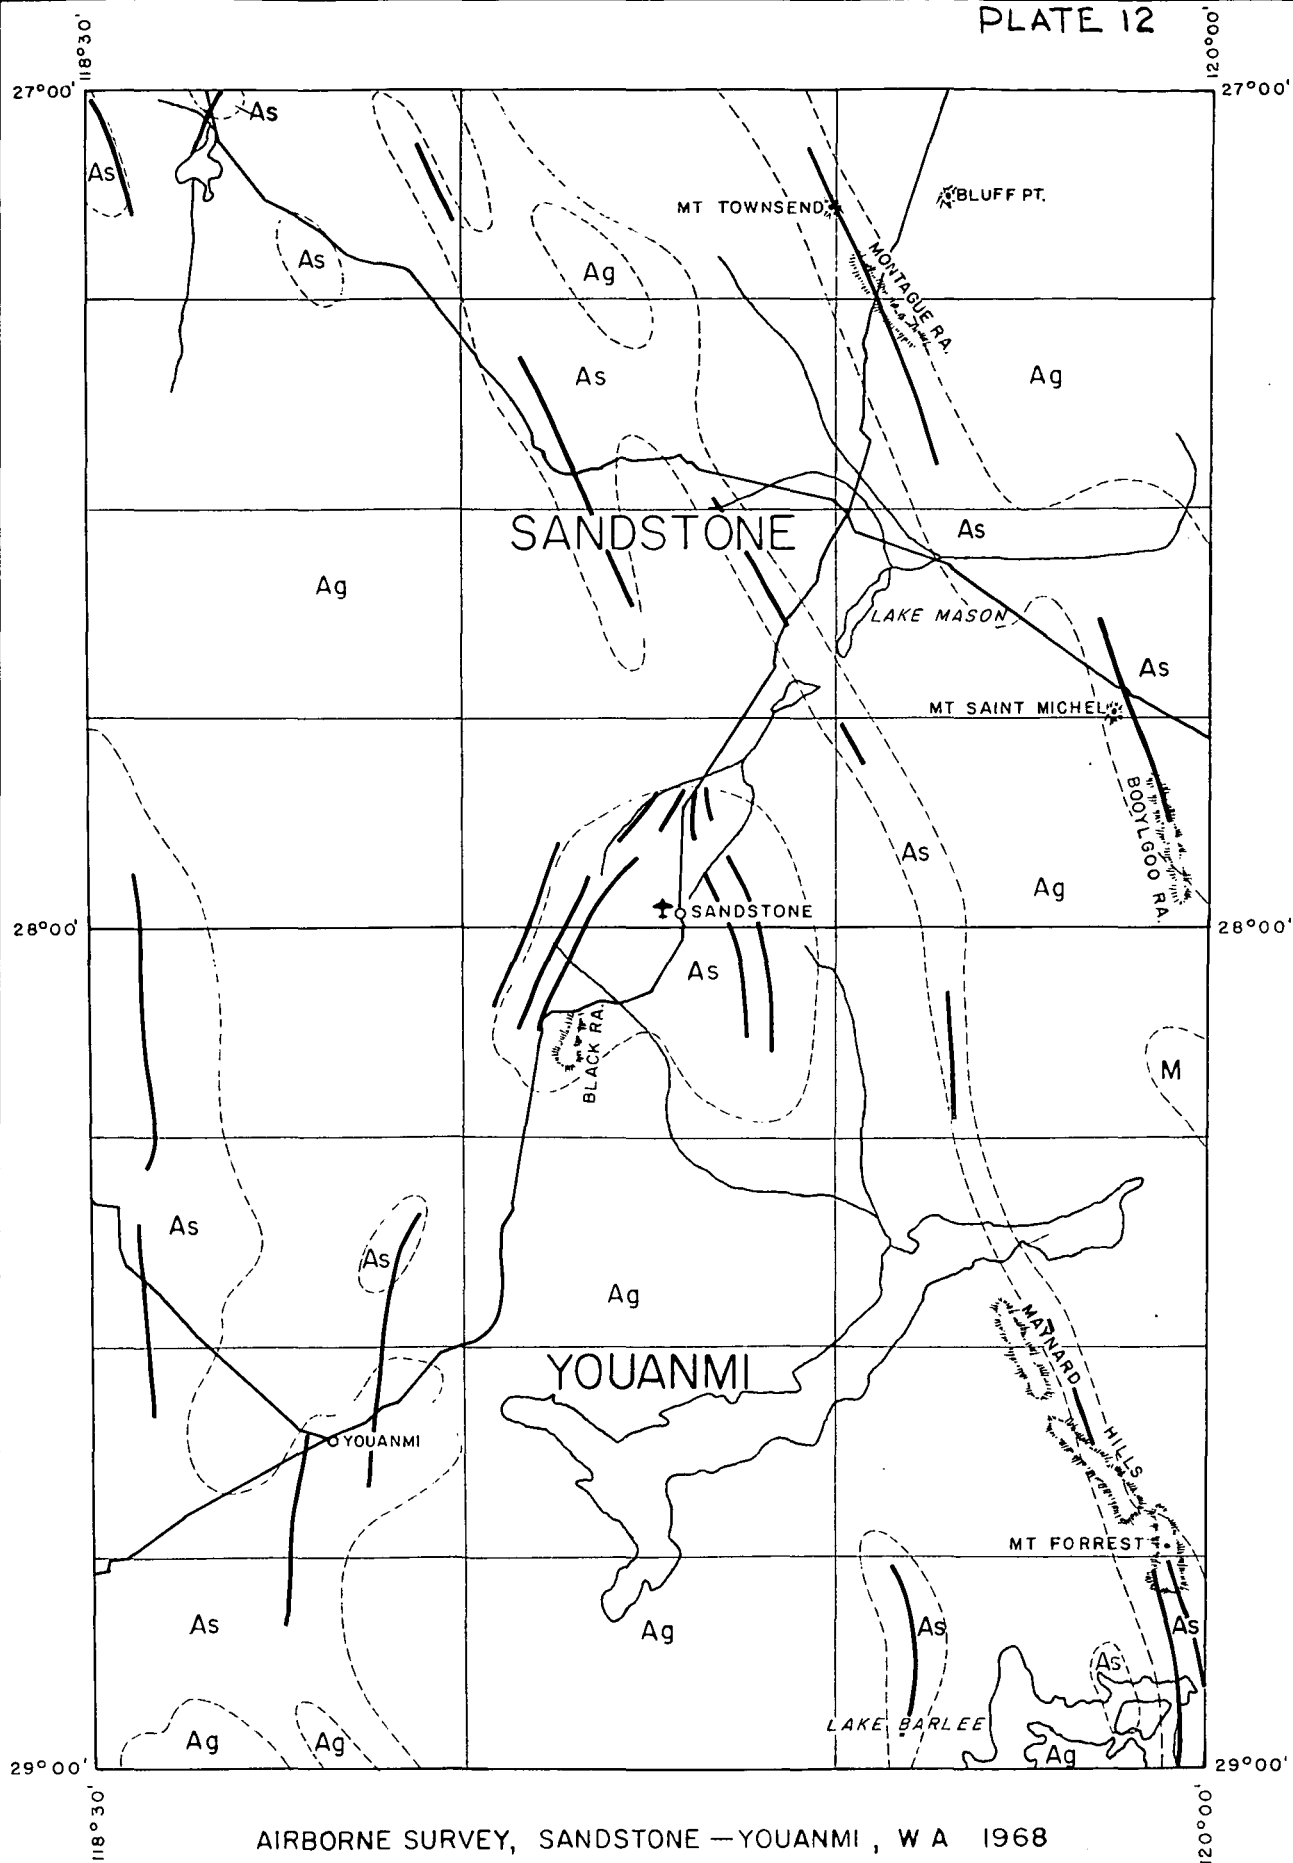 PLATE 12
118°30'
120°00'
27°00'
27°00'
As
As
BLUFF PT.
MT TOWNSEND
As
Ag
MONTAGUE RA.
As
Ag
SANDSTONE
As
Ag
LAKE MASON
As
MT SAINT MICHEL
BOOYLGOO RA.
As
Ag
SANDSTONE
28°00'
28°00'
As
BLACK RA.
M
As
As
Ag
MAYNARD HILLS
YOUANMI
YOUANMI
MT FORREST
As
Ag
As
As
As
LAKE BARLEE
Ag
Ag
Ag
29°00'
29°00'
118°30'
120°00'
AIRBORNE SURVEY, SANDSTONE — YOUANMI, WA 1968